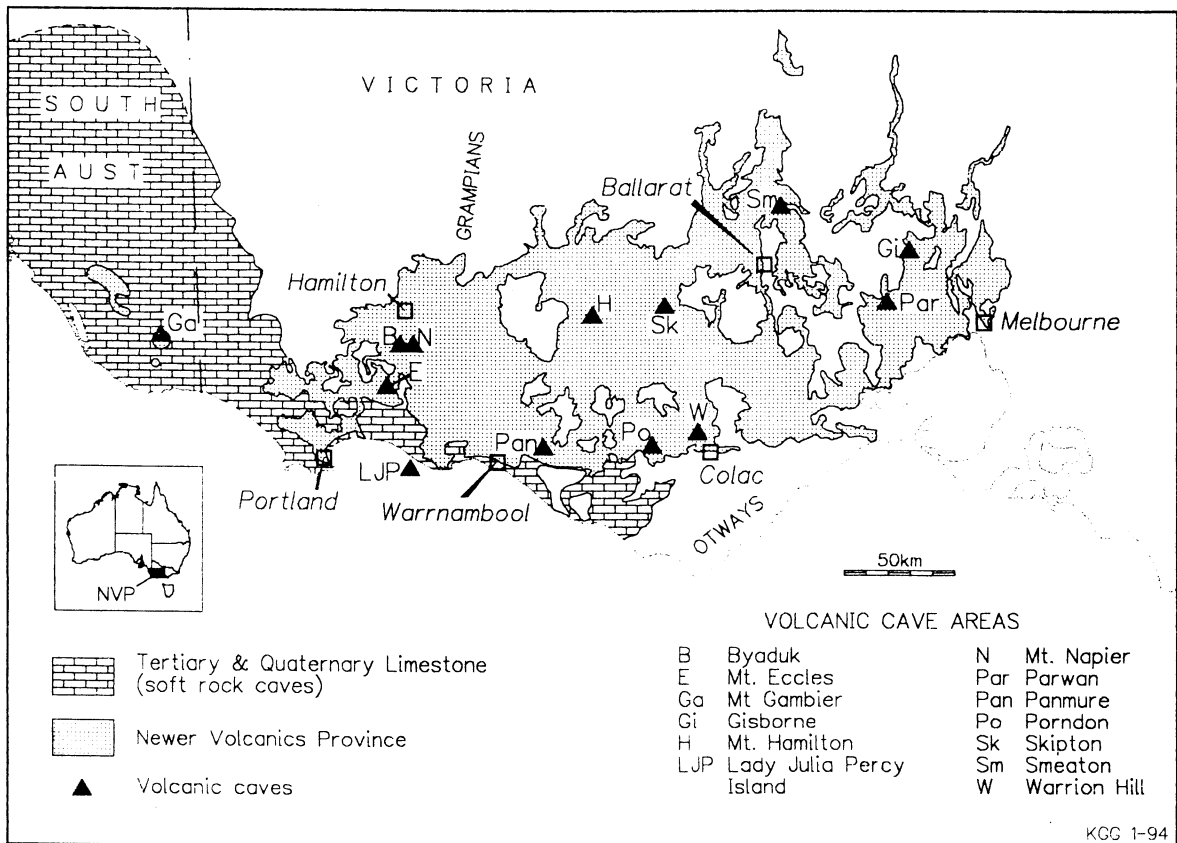 VICTORIA
SOUTH
AUST
GRAMPIANS
Ballarat
Sm
Hamilton
Gi
Ga
H
Sk
Par
Melbourne
B
N
E
W
Pan
Po
LJP
Colac
Portland
Warrnambool
OTWAYS
50km
NVP
Tertiary & Quaternary Limestone
(soft rock caves)
Newer Volcanics Province
Volcanic caves
VOLCANIC CAVE AREAS
B Byaduk
E Mt. Eccles
Ga Mt Gambier
Gi Gisborne
H Mt. Hamilton
LJP Lady Julia Percy
Island
N Mt. Napier
Par Parwan
Pan Panmure
Po Porndon
Sk Skipton
Sm Smeaton
W Warrion Hill
KGG 1-94